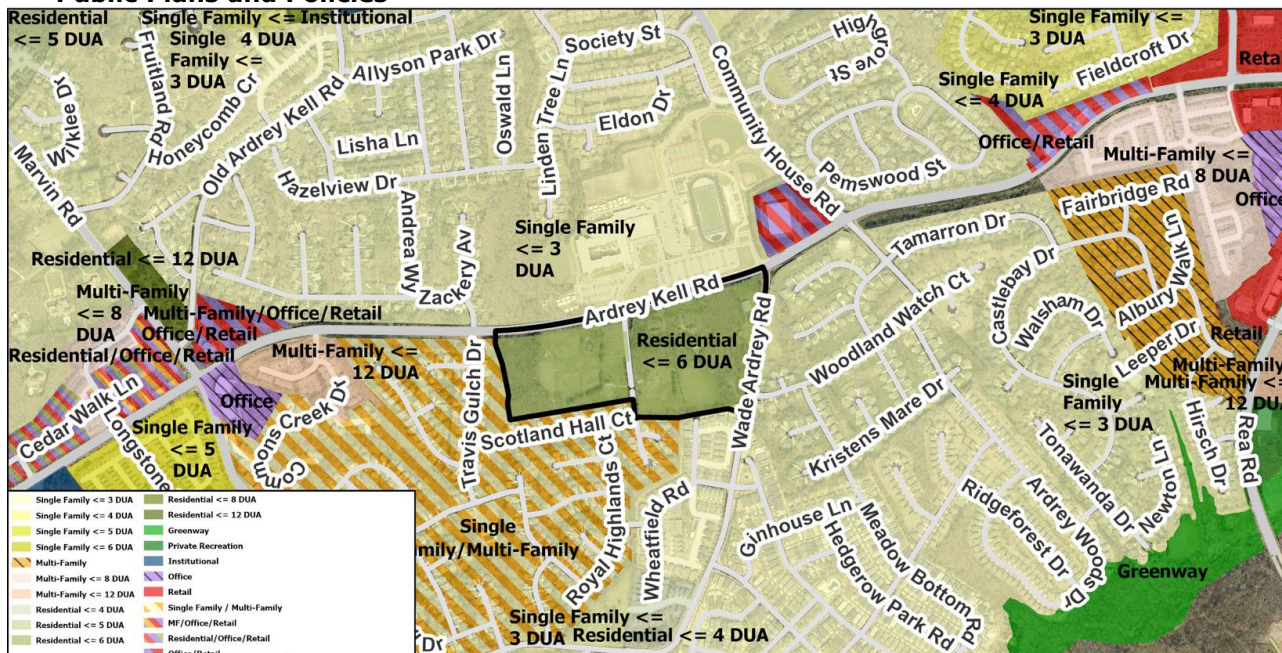 Public Plans and Policies
Residential
<= 5 DUA
Single Family <= Institutional
Single 4 DUA
Family <=
3 DUA
Single Family <=
3 DUA
Retai
Fruitland Rd
Wiklee Dr
Honeycomb Cr
Allyson Park Dr
Old Ardrey Kell Rd
Oswald Ln
Linden Tree Ln
Society St
Eldon Dr
Community House Rd
Highgrove St
Fieldcroft Dr
Single Family
<= 4 DUA
Office/Retail
Marvin Rd
Lisha Ln
Hazelview Dr
Andrea Wy
Zackery Av
Pemswood St
Multi-Family <=
8 DUA
Fairbridge Rd
Office
Single Family
<= 3
DUA
Tamarron Dr
Residential <= 12 DUA
Multi-Family
<= 8
DUA
Multi-Family/Office/Retail
Office/Retail
Residential/Office/Retail
Ardrey Kell Rd
Residential
<= 6 DUA
Wade Ardrey Rd
Woodland Watch Ct
Castlebay Dr
Walsham Dr
Albury Walk Ln
Leeper Dr
Retail
Multi-Family <=
12 DUA
Multi-Family
Multi-Family <=
12 DUA
Office
Cedar Walk Ln
Longstone
Single Family
<= 5
DUA
Commons Creek Dr
Travis Gulch Dr
Scotland Hall Ct
Royal Highlands Ct
Wheatfield Rd
Kristens Mare Dr
Single
Family
<= 3 DUA
Hirsch Dr
Rea Rd
Tonawanda Dr
Newton Ln
Ardrey Woods Dr
Ridgeforest Dr
Ginhouse Ln
Meadow Bottom Rd
Hedgerow Park Rd
Greenway
Single
amily/Multi-Family
Single Family <=
3 DUA
Residential <= 4 DUA
Dr
Single Family <= 3 DUA
Single Family <= 4 DUA
Single Family <= 5 DUA
Single Family <= 6 DUA
Multi-Family
Multi-Family <= 8 DUA
Multi-Family <= 12 DUA
Residential <= 4 DUA
Residential <= 5 DUA
Residential <= 6 DUA
Residential <= 8 DUA
Residential <= 12 DUA
Greenway
Private Recreation
Institutional
Office
Retail
Single Family / Multi-Family
MF/Office/Retail
Residential/Office/Retail
Office/Retail